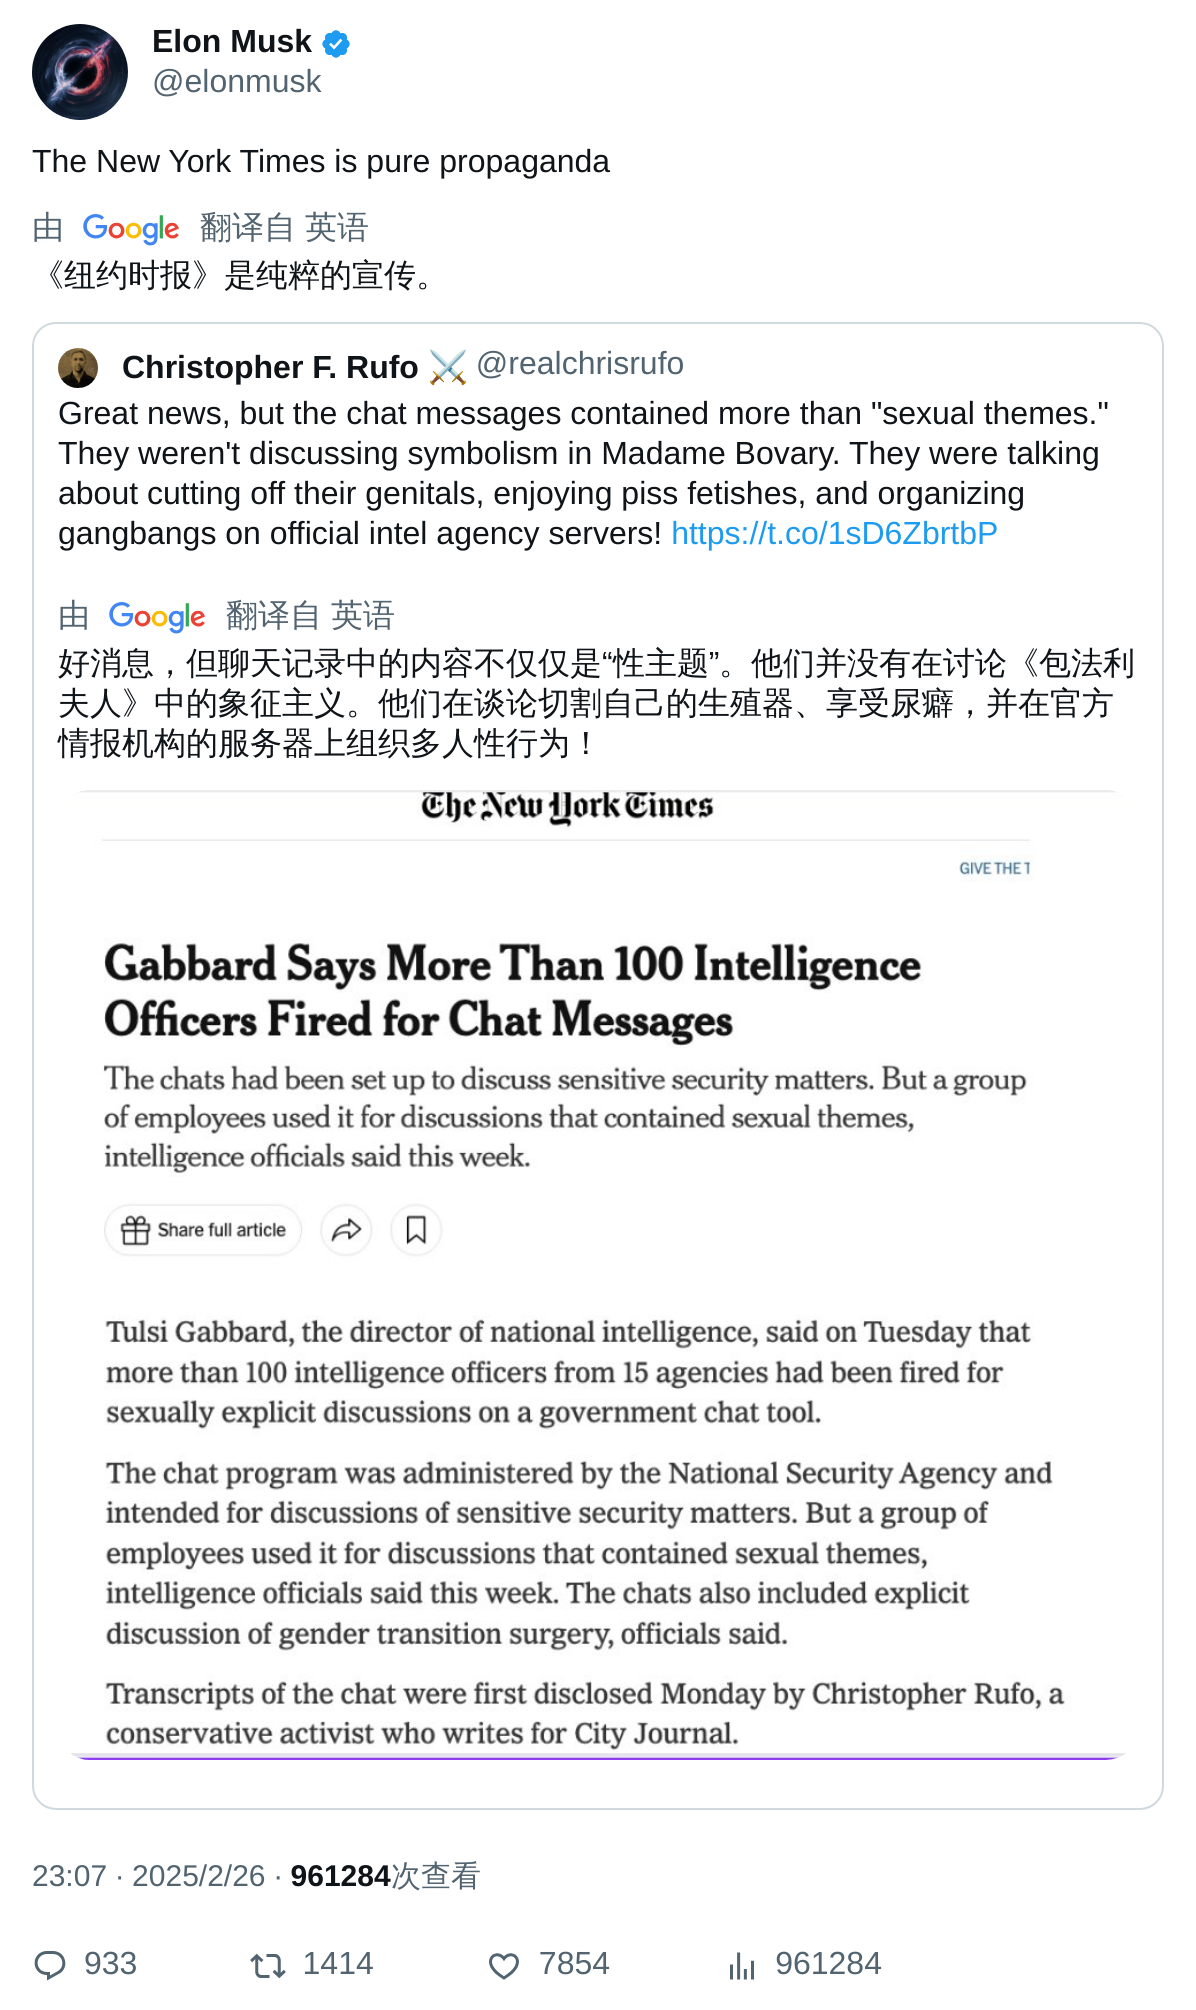 Elon Musk
@elonmusk
The New York Times is pure propaganda
由 Google 翻译自 英语
《纽约时报》是纯粹的宣传。
Christopher F. Rufo ⚔️ @realchrisrufo
Great news, but the chat messages contained more than "sexual themes."
They weren't discussing symbolism in Madame Bovary. They were talking
about cutting off their genitals, enjoying piss fetishes, and organizing
gangbangs on official intel agency servers! https://t.co/1sD6ZbrtbP
由 Google 翻译自 英语
好消息，但聊天记录中的内容不仅仅是“性主题”。他们并没有在讨论《包法利
夫人》中的象征主义。他们在谈论切割自己的生殖器、享受尿癖，并在官方
情报机构的服务器上组织多人性行为！
The New York Times
GIVE THE T
Gabbard Says More Than 100 Intelligence
Officers Fired for Chat Messages
The chats had been set up to discuss sensitive security matters. But a group
of employees used it for discussions that contained sexual themes,
intelligence officials said this week.
Share full article
Tulsi Gabbard, the director of national intelligence, said on Tuesday that
more than 100 intelligence officers from 15 agencies had been fired for
sexually explicit discussions on a government chat tool.
The chat program was administered by the National Security Agency and
intended for discussions of sensitive security matters. But a group of
employees used it for discussions that contained sexual themes,
intelligence officials said this week. The chats also included explicit
discussion of gender transition surgery, officials said.
Transcripts of the chat were first disclosed Monday by Christopher Rufo, a
conservative activist who writes for City Journal.
23:07 · 2025/2/26 · 961284次查看
933 1414 7854 961284